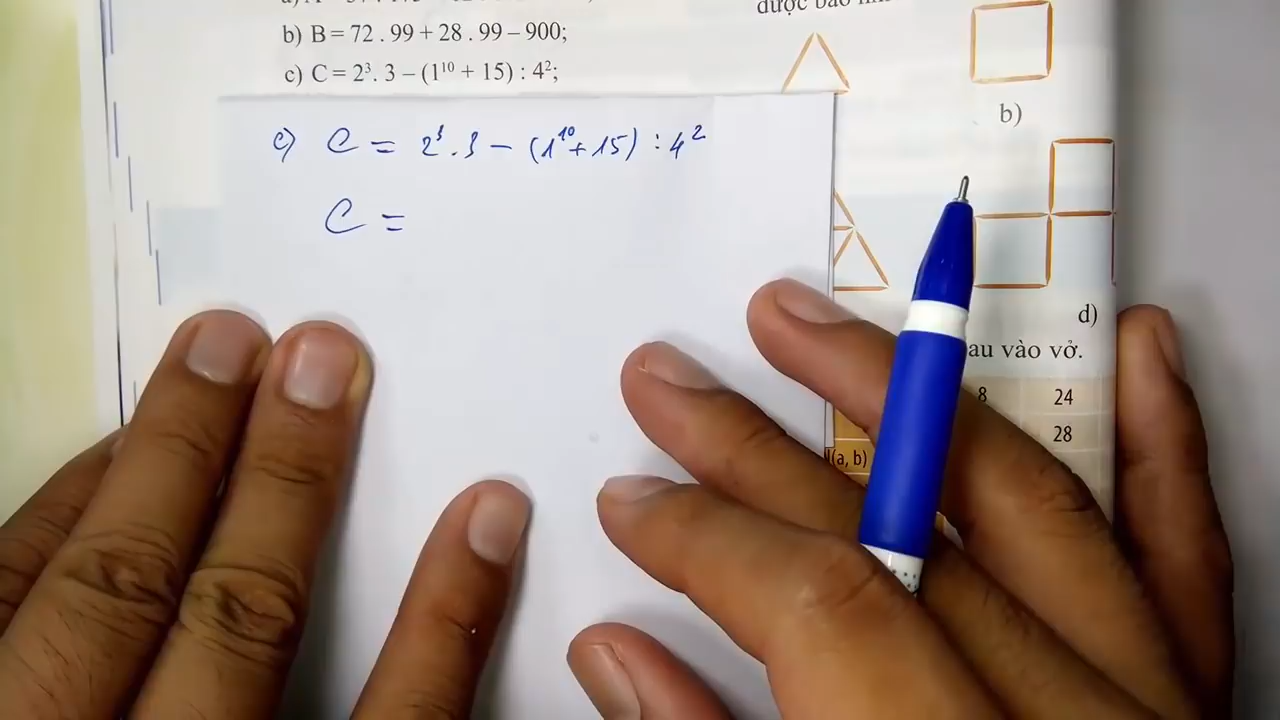 b) B = 72 . 99 + 28 . 99 – 900;
c) C = 2³. 3 – (1¹⁰ + 15) : 4²;
c) C = 2³ . 3 – (1¹⁰ + 15) : 4²
C =
b)
d)
au vào vở.
8 24
28
(a, b)